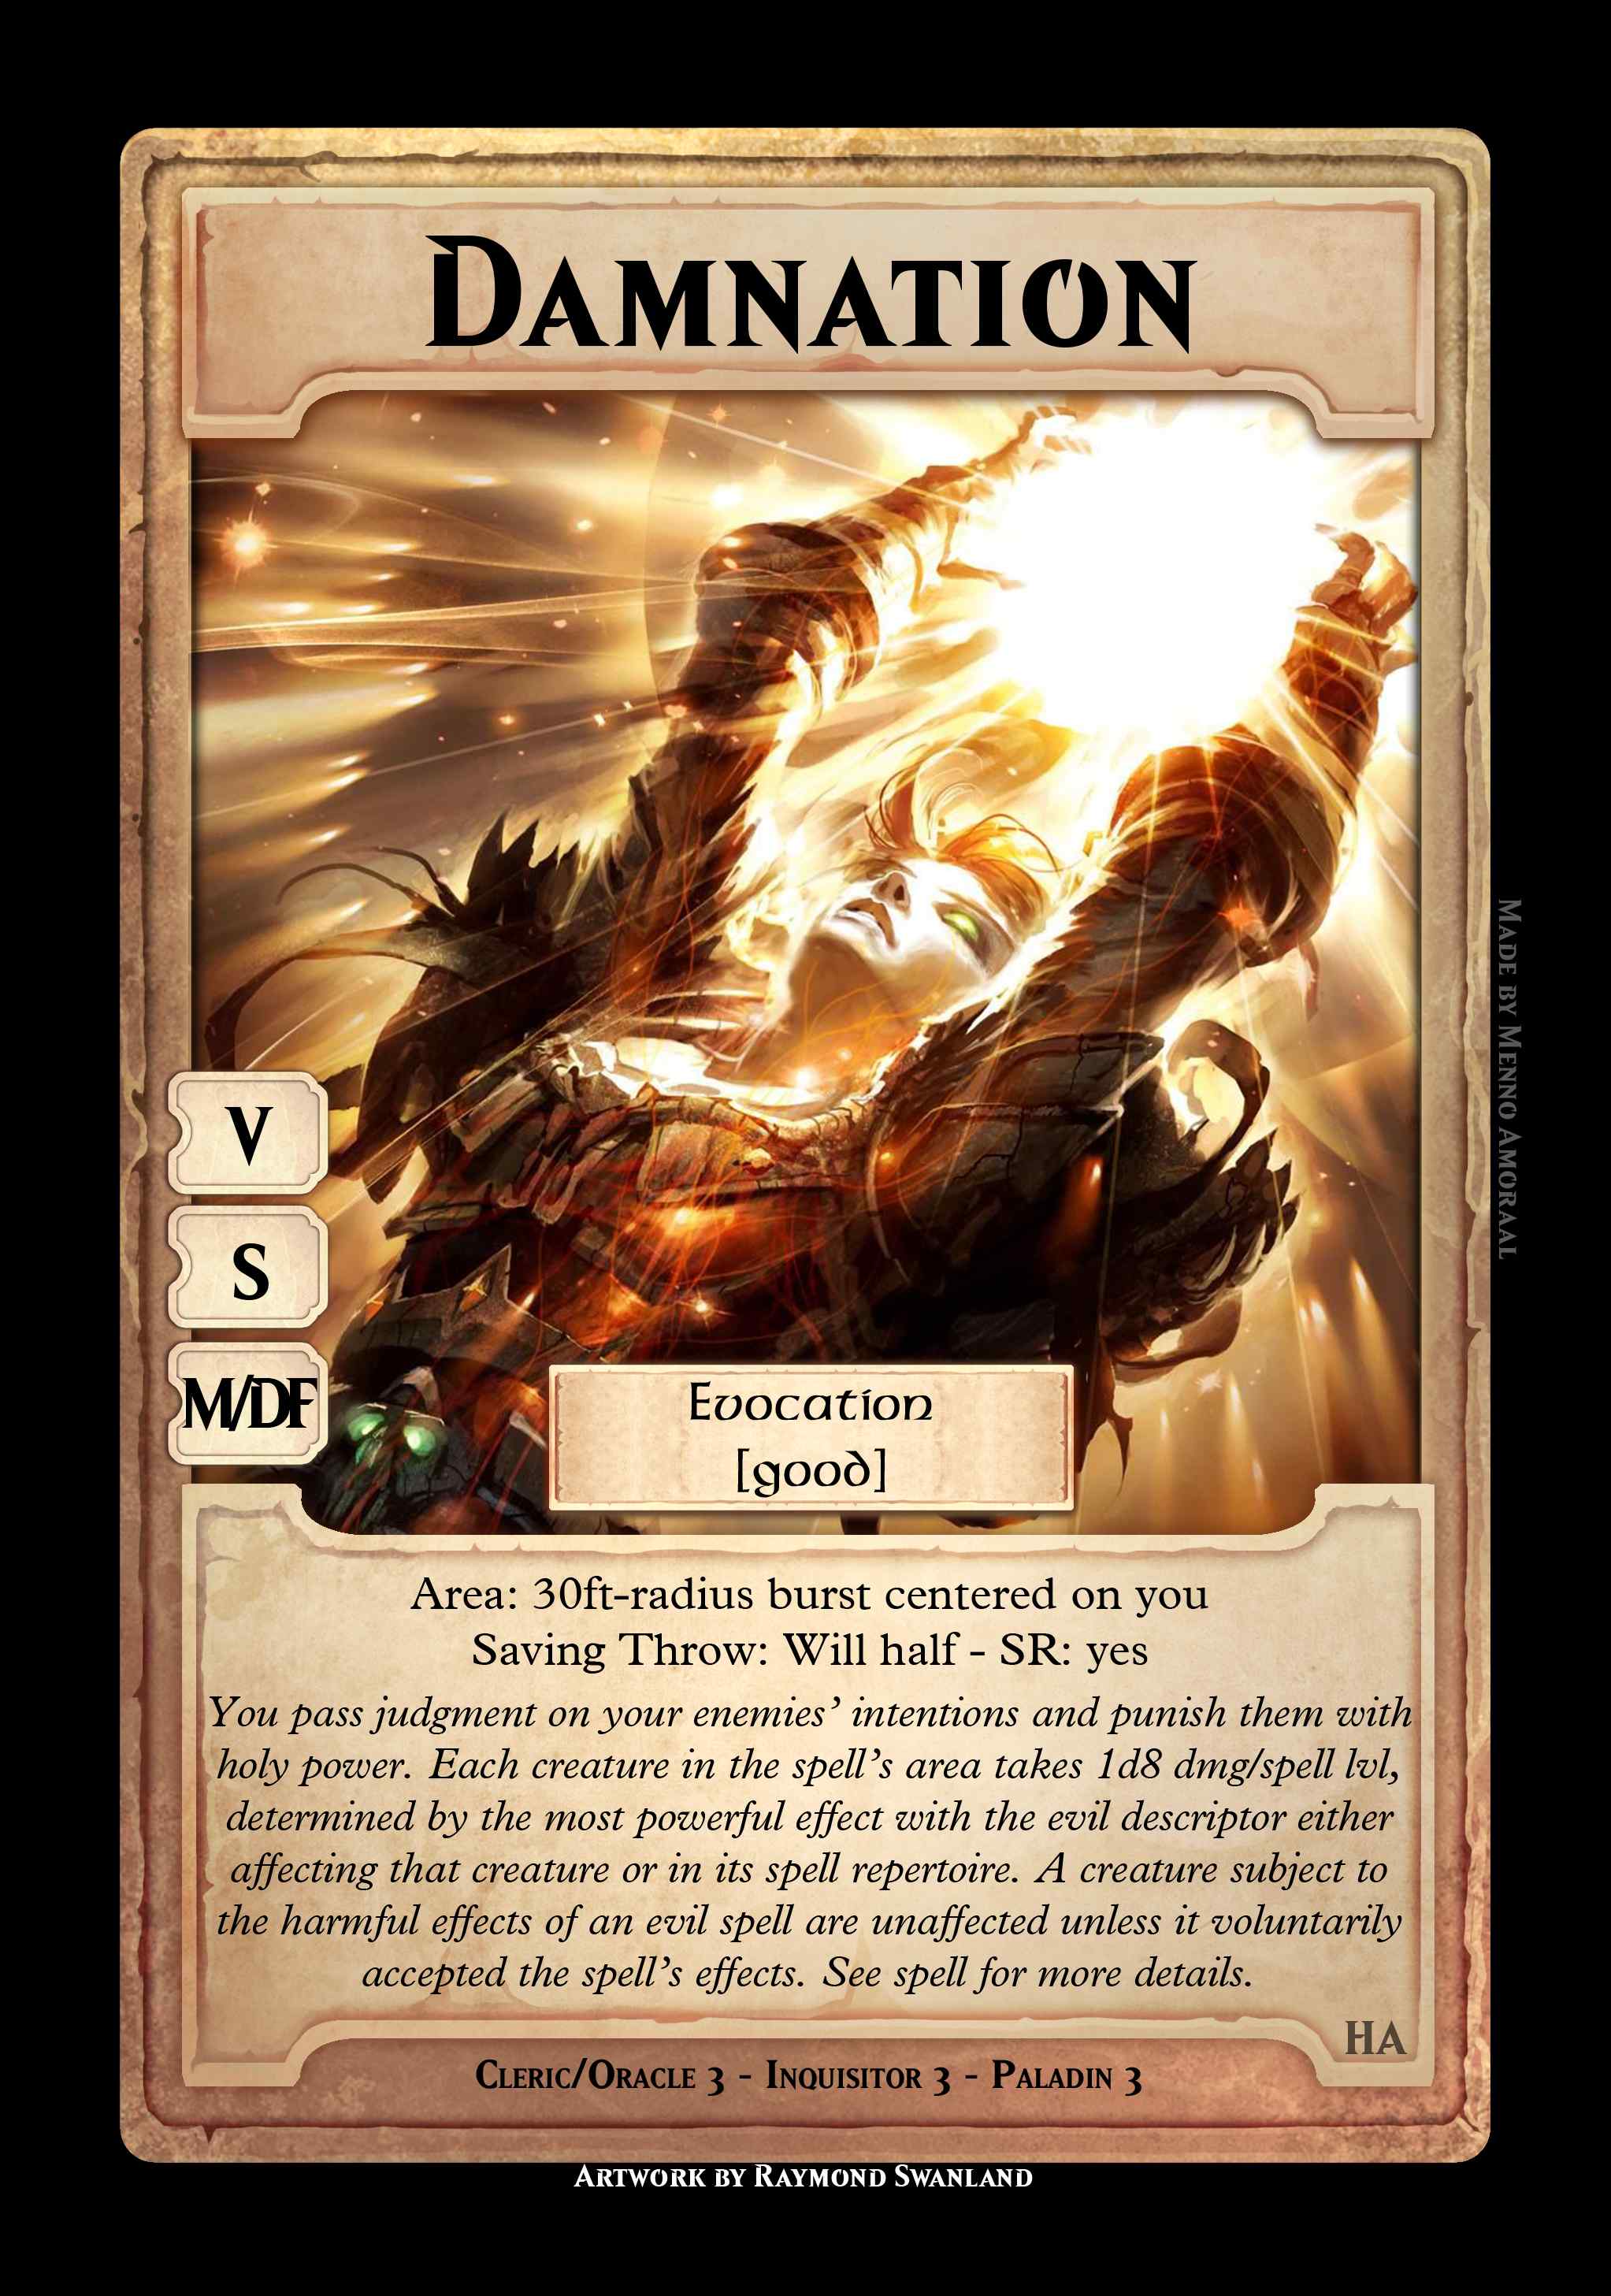 Damnation
V
S
M/DF
Evocation
[good]
Area: 30ft-radius burst centered on you
Saving Throw: Will half - SR: yes
You pass judgment on your enemies’ intentions and punish them with
holy power. Each creature in the spell’s area takes 1d8 dmg/spell lvl,
determined by the most powerful effect with the evil descriptor either
affecting that creature or in its spell repertoire. A creature subject to
the harmful effects of an evil spell are unaffected unless it voluntarily
accepted the spell’s effects. See spell for more details.
HA
Cleric/Oracle 3 - Inquisitor 3 - Paladin 3
Artwork by Raymond Swanland
Made by Menno Amoraal